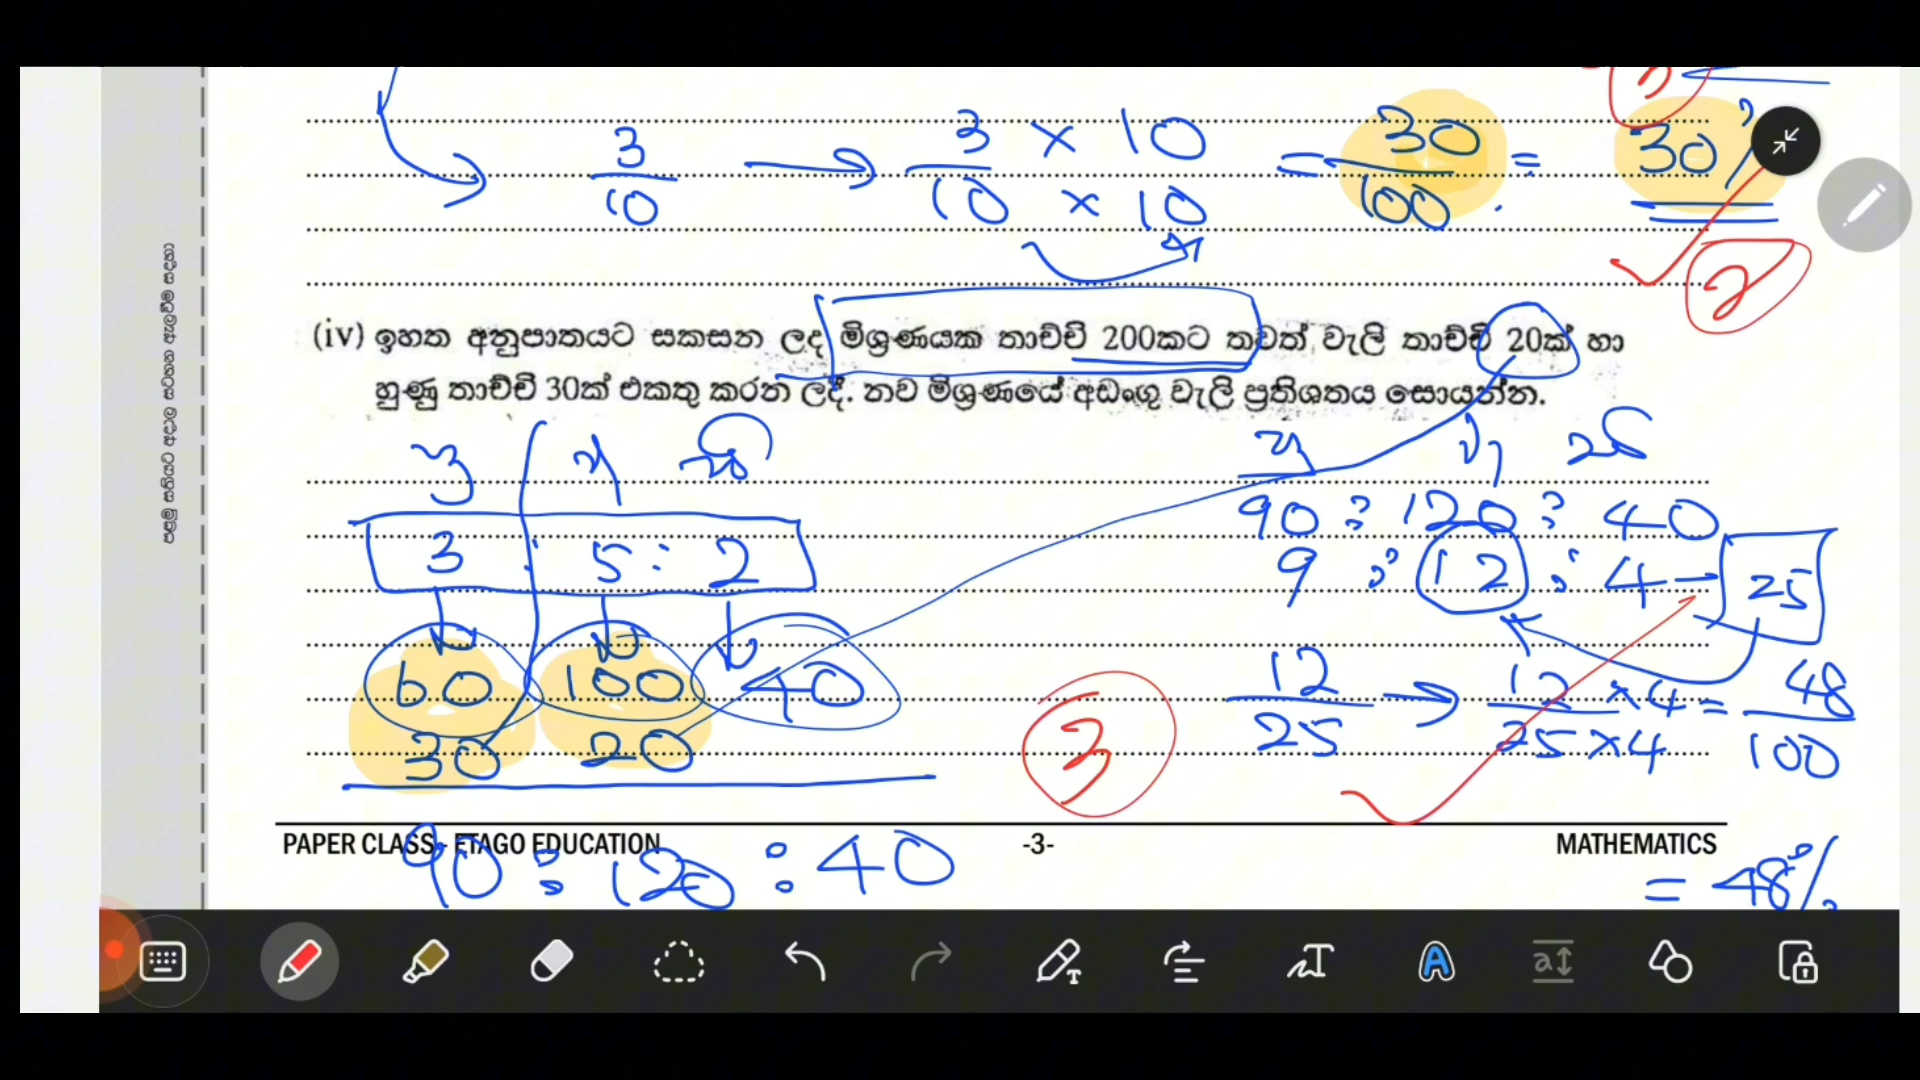 3/10 → 3 × 10 / 10 × 10 = 30/100 = 30%
2
(iv) ඉහත අනුපාතයට සකසන ලද මිශ්‍රණයක තාච්චි 200කට තවත් වැලි තාච්චි 20ක් හා
හුණු තාච්චි 30ක් එකතු කරන ලදී. නව මිශ්‍රණයේ අඩංගු වැලි ප්‍රතිශතය සොයන්න.
හු වැ සි
3 : 5 : 2
60 100 40
30 20
90 : 120 : 40
හු වැ සි
90 : 120 : 40
9 : 12 : 4 → 25
12/25 → 12 × 4 / 25 × 4 = 48/100
= 48%
3
PAPER CLASS - ETAGO EDUCATION -3- MATHEMATICS